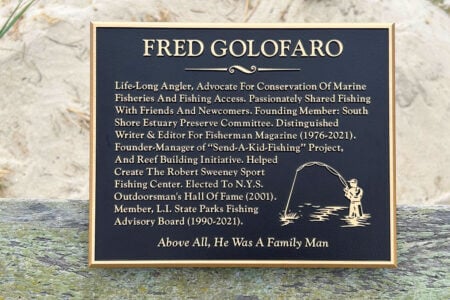 FRED GOLOFARO
Life-Long Angler, Advocate For Conservation Of Marine
Fisheries And Fishing Access. Passionately Shared Fishing
With Friends And Newcomers. Founding Member: South
Shore Estuary Preserve Committee. Distinguished
Writer & Editor For Fisherman Magazine (1976-2021).
Founder-Manager of "Send-A-Kid-Fishing" Project,
And Reef Building Initiative. Helped
Create The Robert Sweeney Sport
Fishing Center. Elected To N.Y.S.
Outdoorsman's Hall Of Fame (2001).
Member, L.I. State Parks Fishing
Advisory Board (1990-2021).
Above All, He Was A Family Man